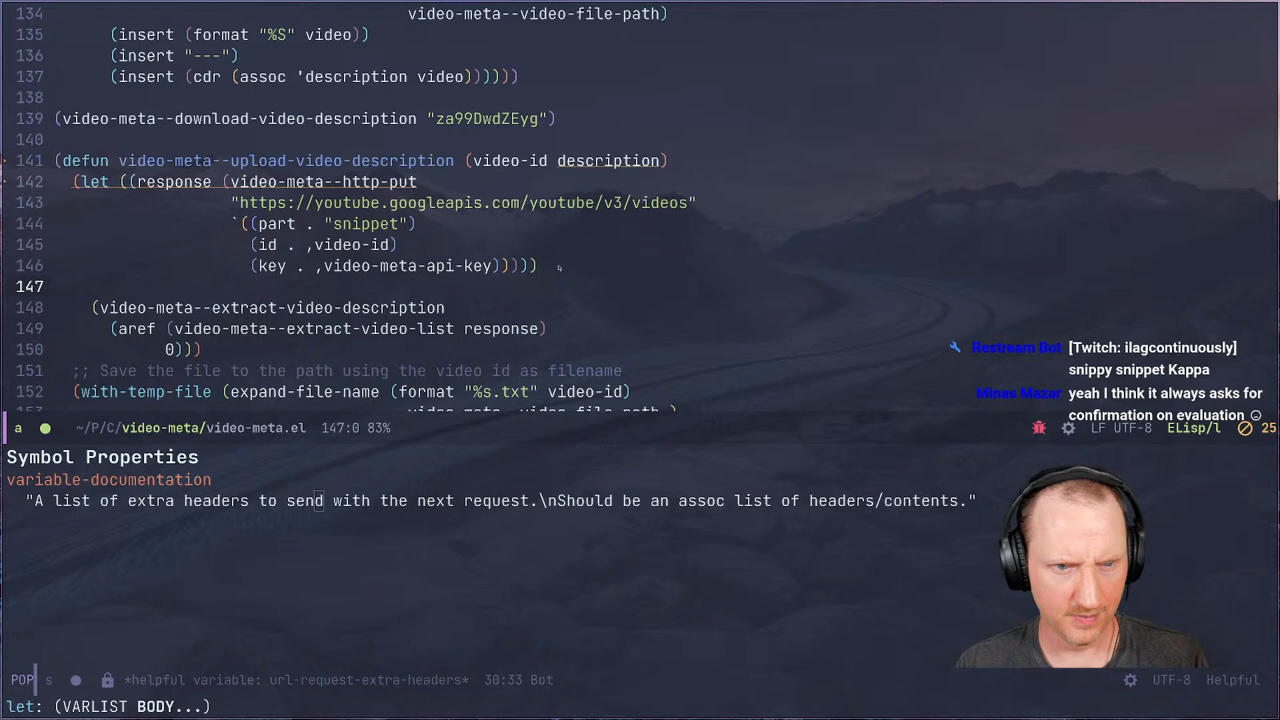 134                                       video-meta--video-file-path)
135       (insert (format "%S" video))
136       (insert "---")
137       (insert (cdr (assoc 'description video))))))
138
139 (video-meta--download-video-description "za99DwdZEyg")
140
141 (defun video-meta--upload-video-description (video-id description)
142   (let ((response (video-meta--http-put
143                    "https://youtube.googleapis.com/youtube/v3/videos"
144                    `((part . "snippet")
145                      (id . ,video-id)
146                      (key . ,video-meta-api-key)))))
147
148     (video-meta--extract-video-description
149       (aref (video-meta--extract-video-list response)
150             0)))
151   ;; Save the file to the path using the video id as filename
152   (with-temp-file (expand-file-name (format "%s.txt" video-id)
Restream Bot [Twitch: ilagcontinuously]
snippy snippet Kappa
Minas Mazar yeah I think it always asks for
confirmation on evaluation ☺
a ~/P/C/video-meta/video-meta.el 147:0 83% LF UTF-8 ELisp/l 25
Symbol Properties
variable-documentation
"A list of extra headers to send with the next request.\nShould be an assoc list of headers/contents."
POP s *helpful variable: url-request-extra-headers* 30:33 Bot UTF-8 Helpful
let: (VARLIST BODY...)